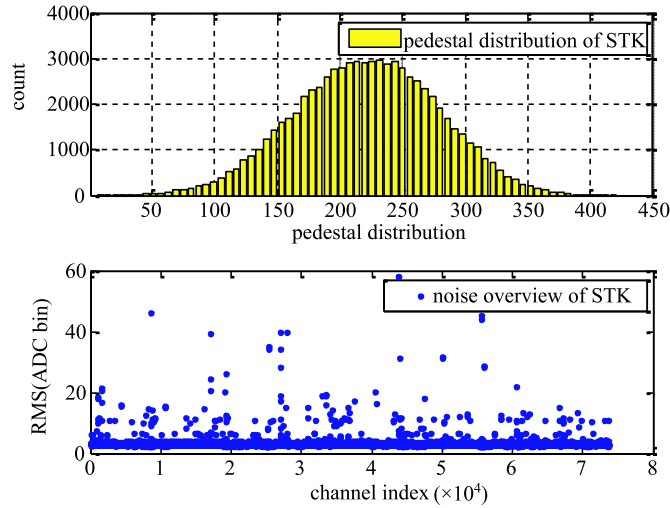 4000
3000
2000
1000
0
count
pedestal distribution of STK
50 100 150 200 250 300 350 400 450
pedestal distribution
60
40
20
0
RMS(ADC bin)
noise overview of STK
0 1 2 3 4 5 6 7 8
channel index (×10⁴)